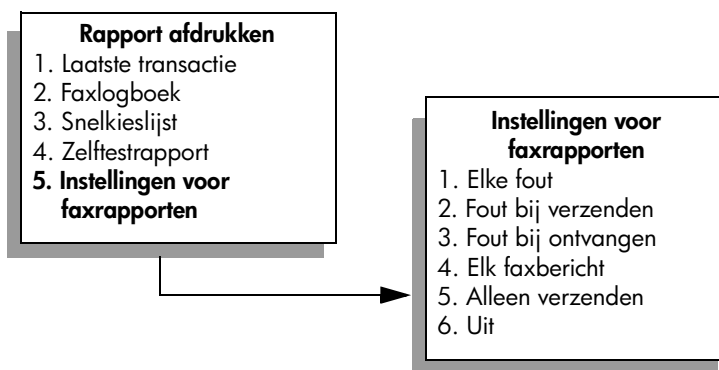 Rapport afdrukken
1. Laatste transactie
2. Faxlogboek
3. Snelkieslijst
4. Zelftestrapport
5. Instellingen voor
faxrapporten
Instellingen voor
faxrapporten
1. Elke fout
2. Fout bij verzenden
3. Fout bij ontvangen
4. Elk faxbericht
5. Alleen verzenden
6. Uit